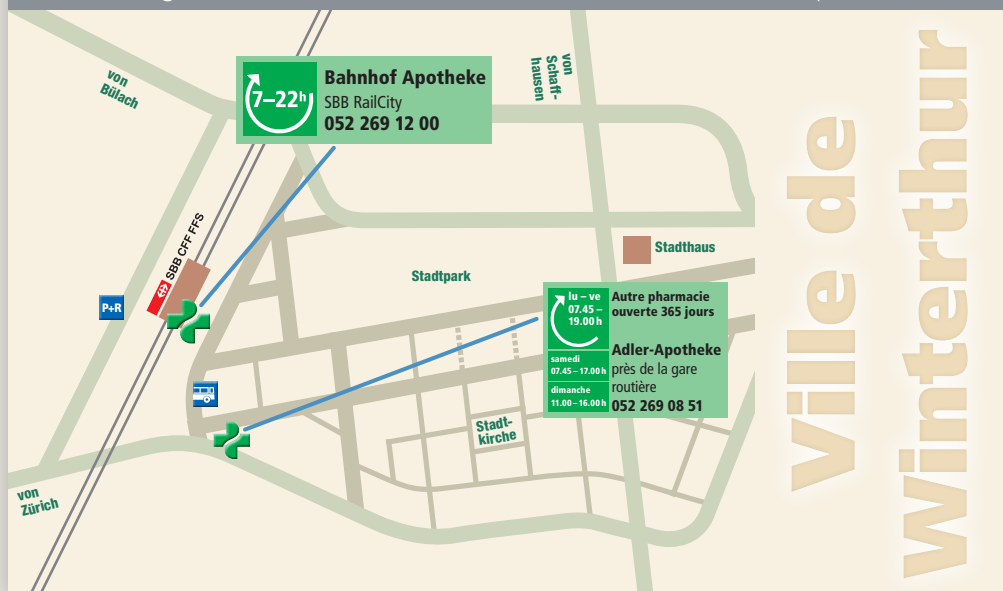 von
Bülach
7–22h
Bahnhof Apotheke
SBB RailCity
052 269 12 00
von
Schaff-
hausen
SBB CFF FFS
P+R
Stadtpark
Stadthaus
lu – ve
07.45 –
19.00 h
samedi
07.45 – 17.00 h
dimanche
11.00 – 16.00 h
Autre pharmacie
ouverte 365 jours
Adler-Apotheke
près de la gare
routière
052 269 08 51
Stadt-
kirche
von
Zürich
Ville de
Winterthur